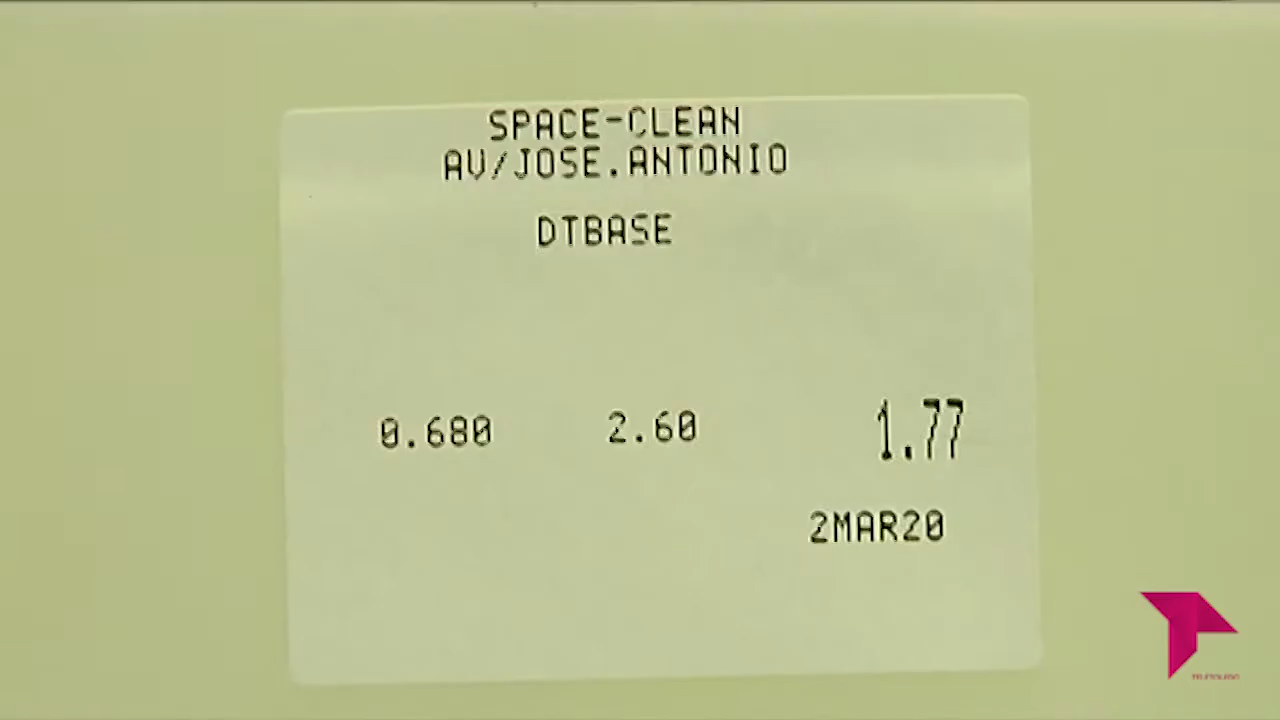 SPACE-CLEAN
AV/JOSE.ANTONIO
DTBASE
0.680 2.60 1.77
2MAR20